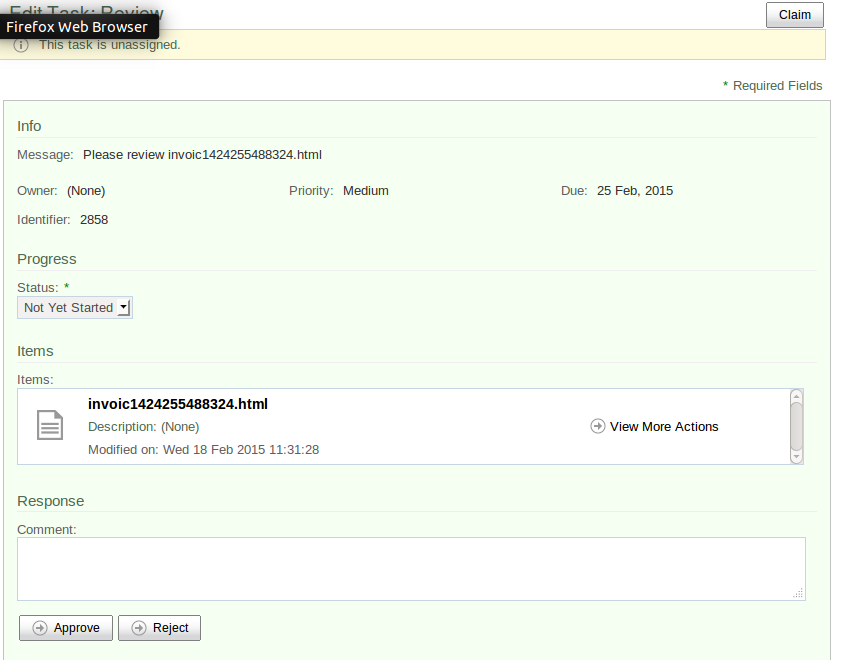 Edit Task: Review
Claim
Firefox Web Browser
This task is unassigned.
* Required Fields
Info
Message: Please review invoic1424255488324.html
Owner: (None) Priority: Medium Due: 25 Feb, 2015
Identifier: 2858
Progress
Status: *
Not Yet Started
Items
Items:
invoic1424255488324.html
Description: (None)
View More Actions
Modified on: Wed 18 Feb 2015 11:31:28
Response
Comment:
Approve Reject